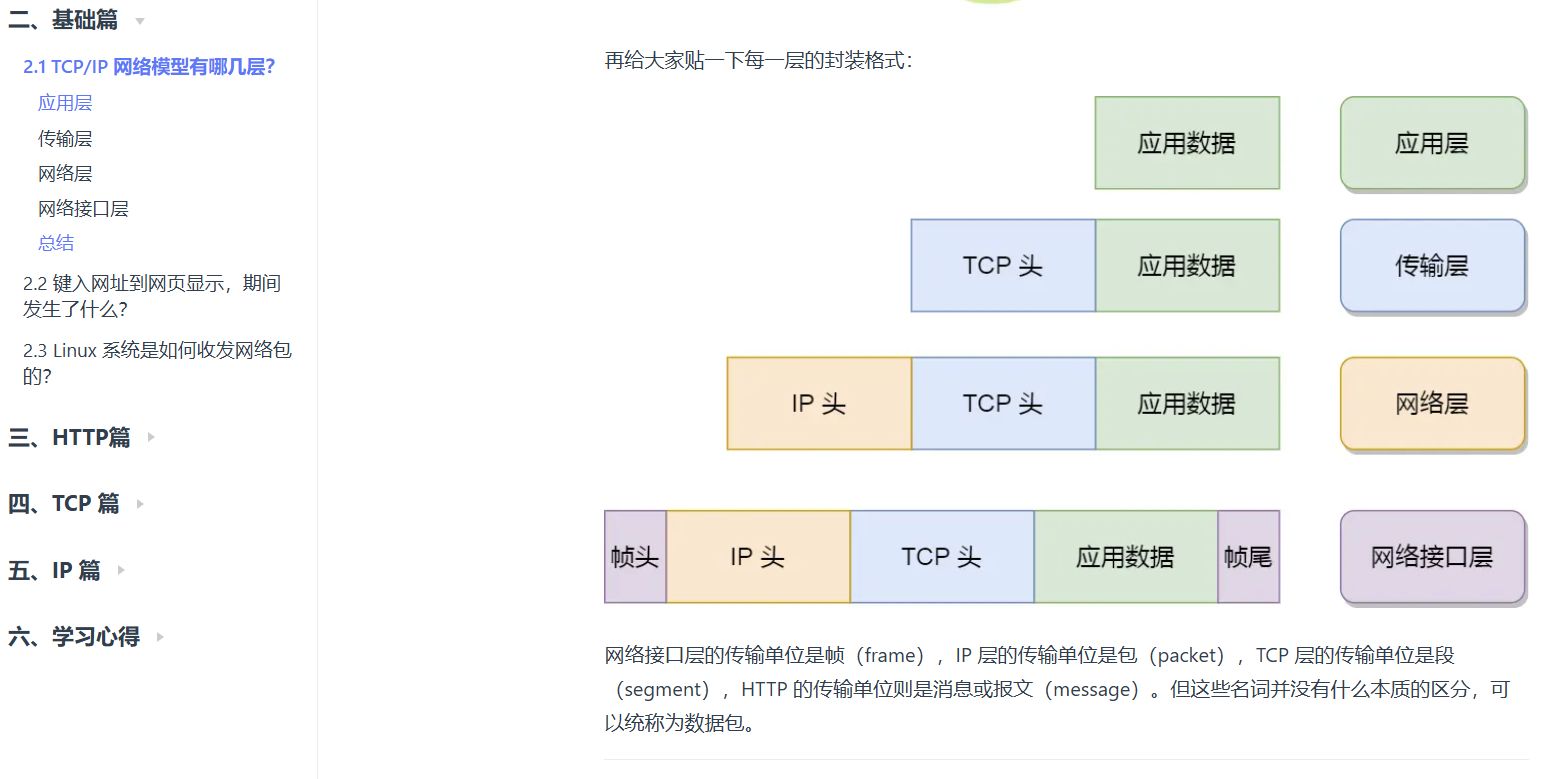 二、基础篇
2.1 TCP/IP 网络模型有哪几层?
应用层
传输层
网络层
网络接口层
总结
2.2 键入网址到网页显示，期间
发生了什么?
2.3 Linux 系统是如何收发网络包
的?
三、HTTP篇
四、TCP 篇
五、IP 篇
六、学习心得
再给大家贴一下每一层的封装格式：
应用数据 应用层
TCP 头 应用数据 传输层
IP 头 TCP 头 应用数据 网络层
帧头 IP 头 TCP 头 应用数据 帧尾 网络接口层
网络接口层的传输单位是帧（frame），IP 层的传输单位是包（packet），TCP 层的传输单位是段
（segment），HTTP 的传输单位则是消息或报文（message）。但这些名词并没有什么本质的区分，可
以统称为数据包。